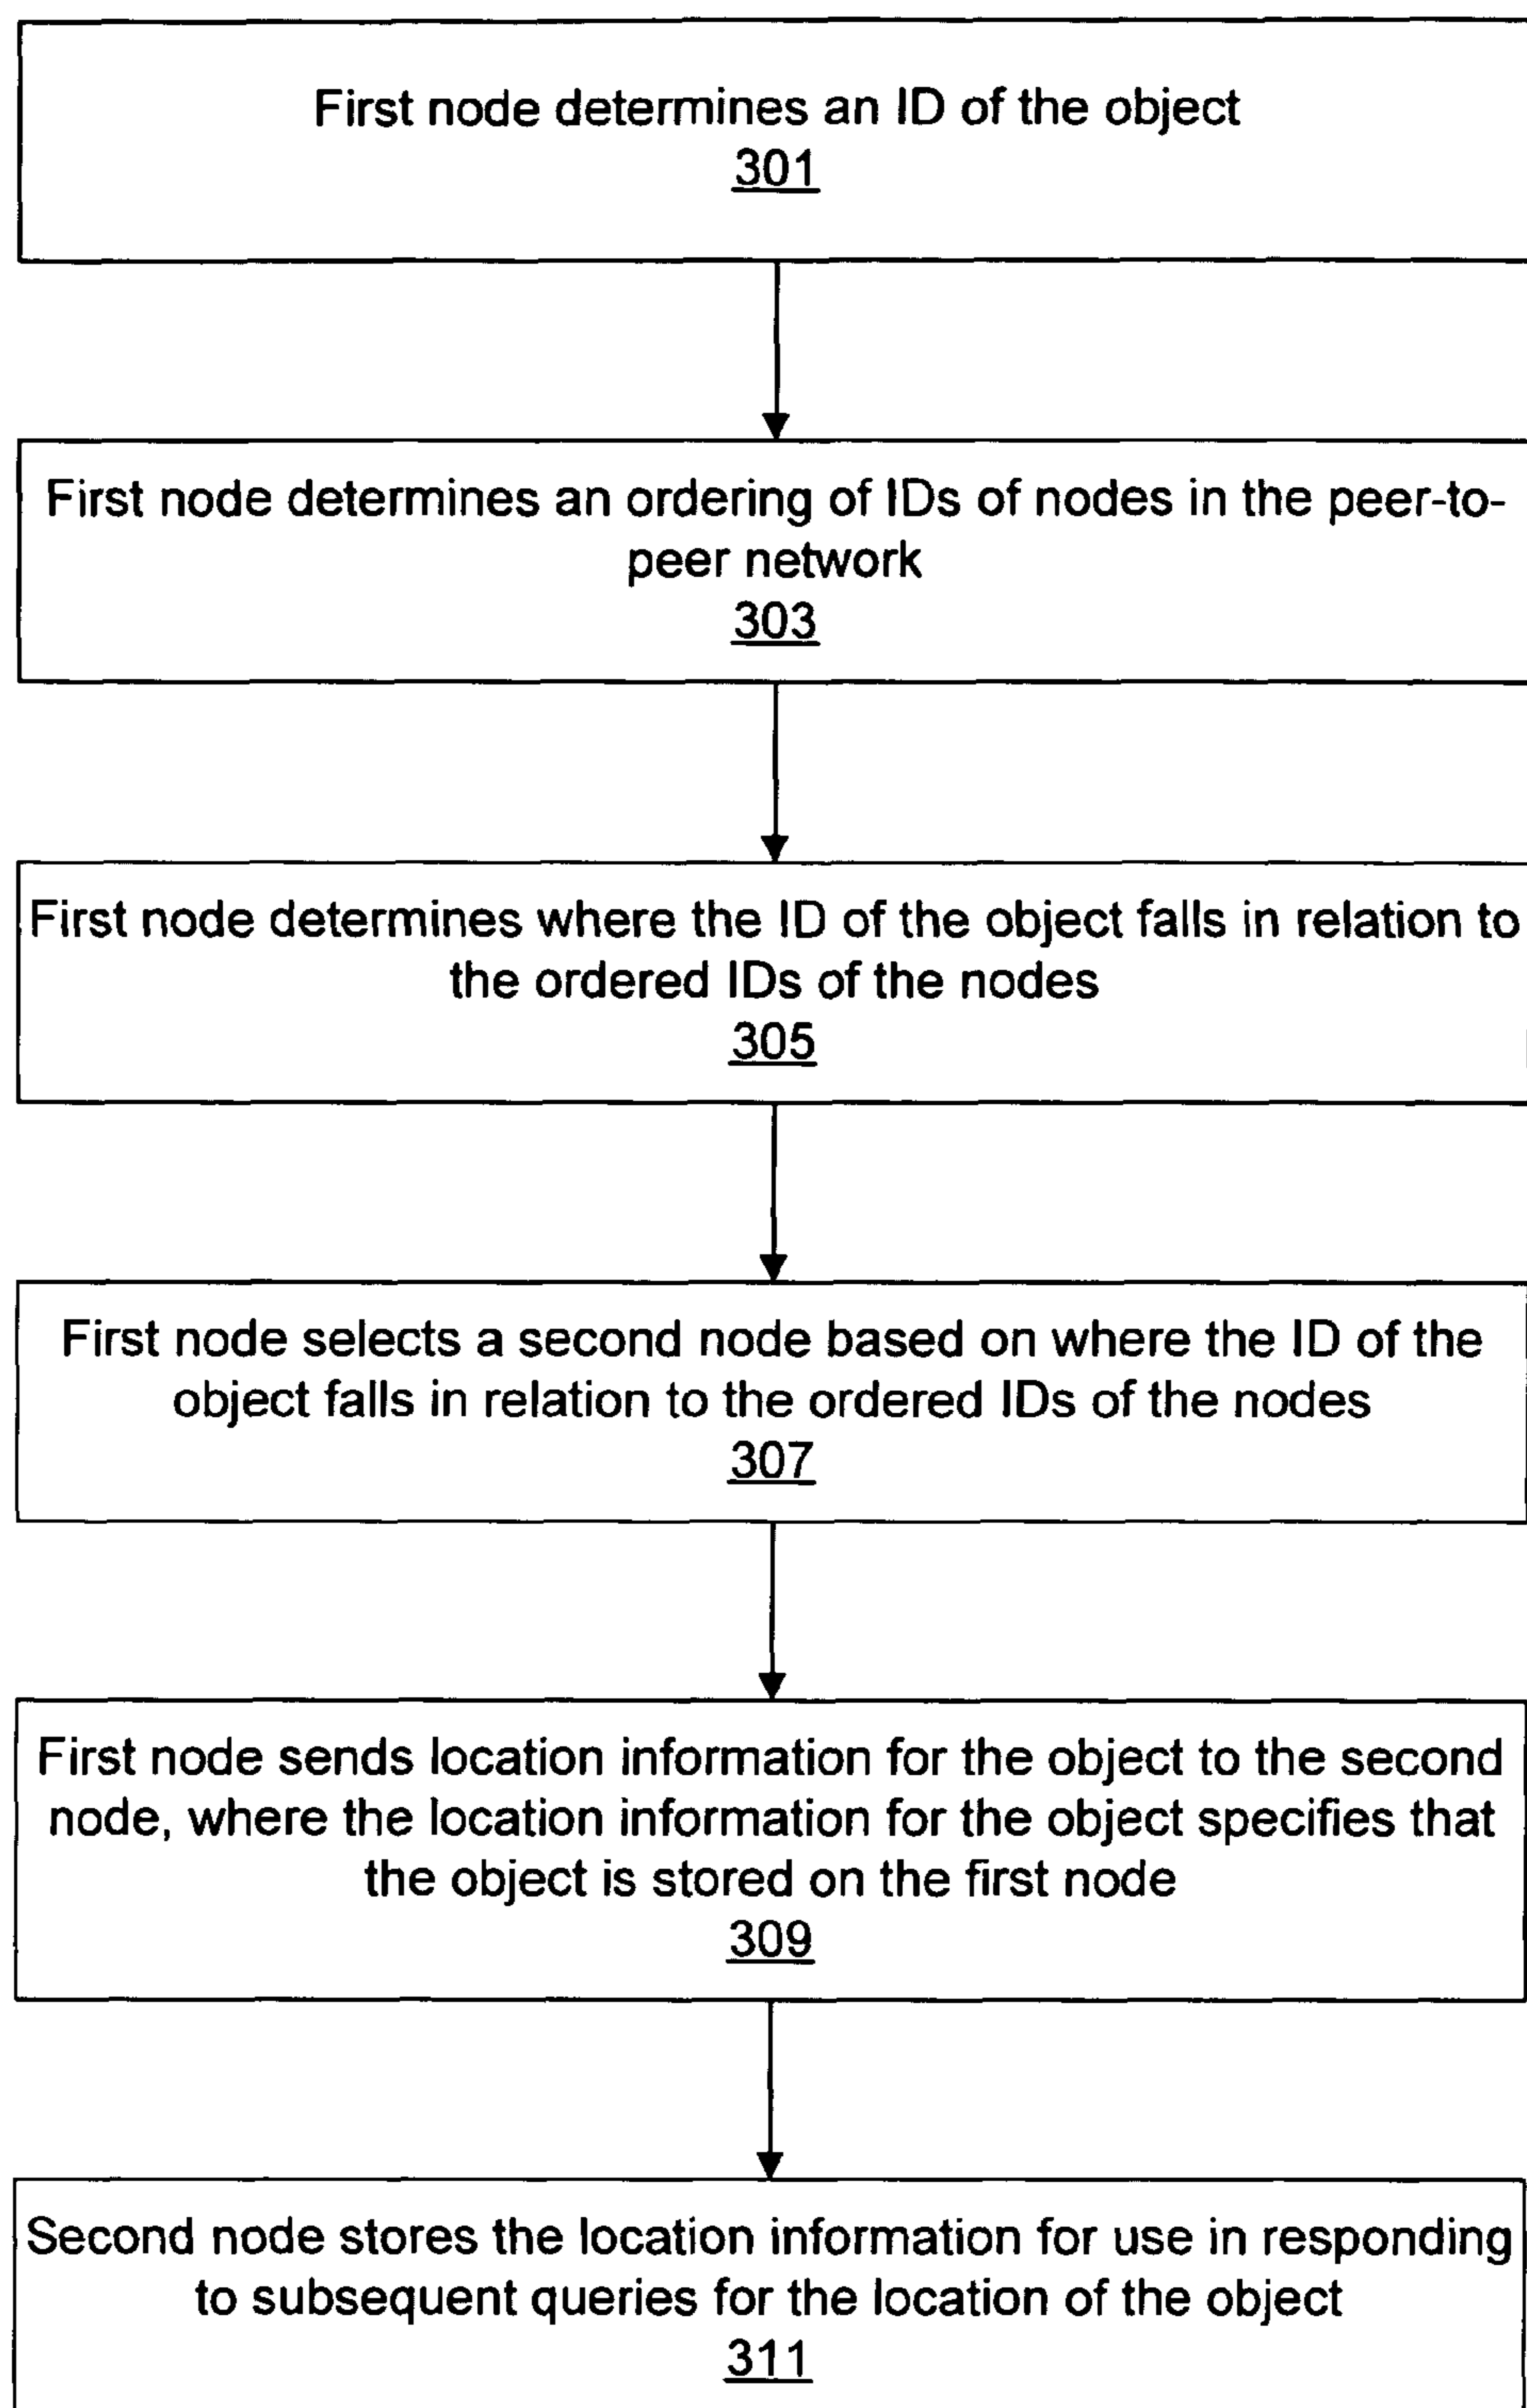 First node determines an ID of the object
301
First node determines an ordering of IDs of nodes in the peer-to-
peer network
303
First node determines where the ID of the object falls in relation to
the ordered IDs of the nodes
305
First node selects a second node based on where the ID of the
object falls in relation to the ordered IDs of the nodes
307
First node sends location information for the object to the second
node, where the location information for the object specifies that
the object is stored on the first node
309
Second node stores the location information for use in responding
to subsequent queries for the location of the object
311